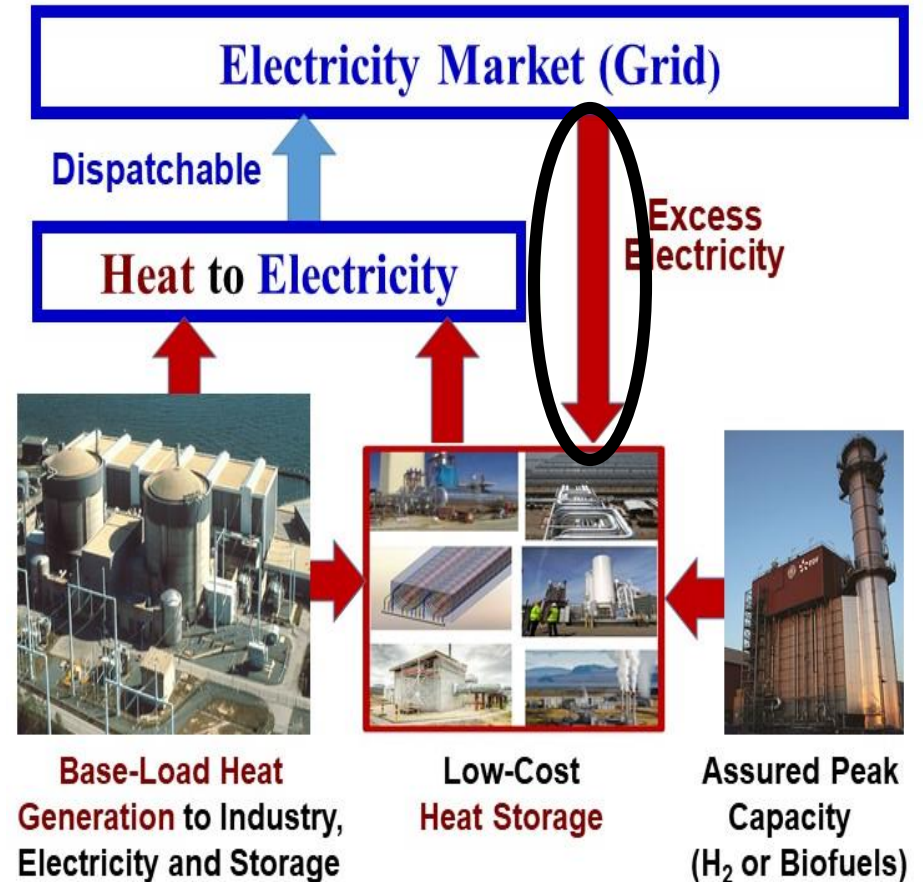 Electricity Market (Grid)
Dispatchable
Excess
Electricity
Heat to Electricity
Base-Load Heat
Generation to Industry,
Electricity and Storage
Low-Cost
Heat Storage
Assured Peak
Capacity
(H₂ or Biofuels)